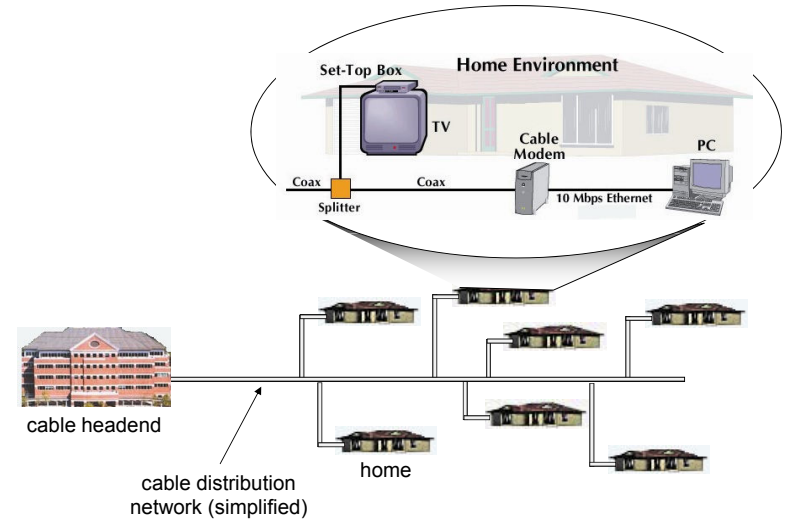 Home Environment
Set-Top Box
TV
Cable
Modem
PC
Coax
Coax
10 Mbps Ethernet
Splitter
cable headend
home
cable distribution
network (simplified)